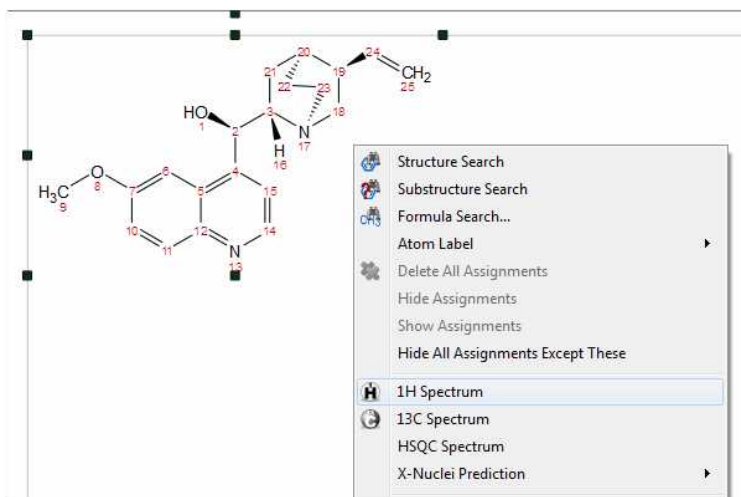 20
24
21
19
CH2
22
23
25
HO
3
18
1
2
N
H
17
16
O
4
8
6
5
15
H3C
7
9
10
12
14
11
N
13
Structure Search
Substructure Search
CH3 Formula Search...
Atom Label
Delete All Assignments
Hide Assignments
Show Assignments
Hide All Assignments Except These
H 1H Spectrum
C 13C Spectrum
HSQC Spectrum
X-Nuclei Prediction